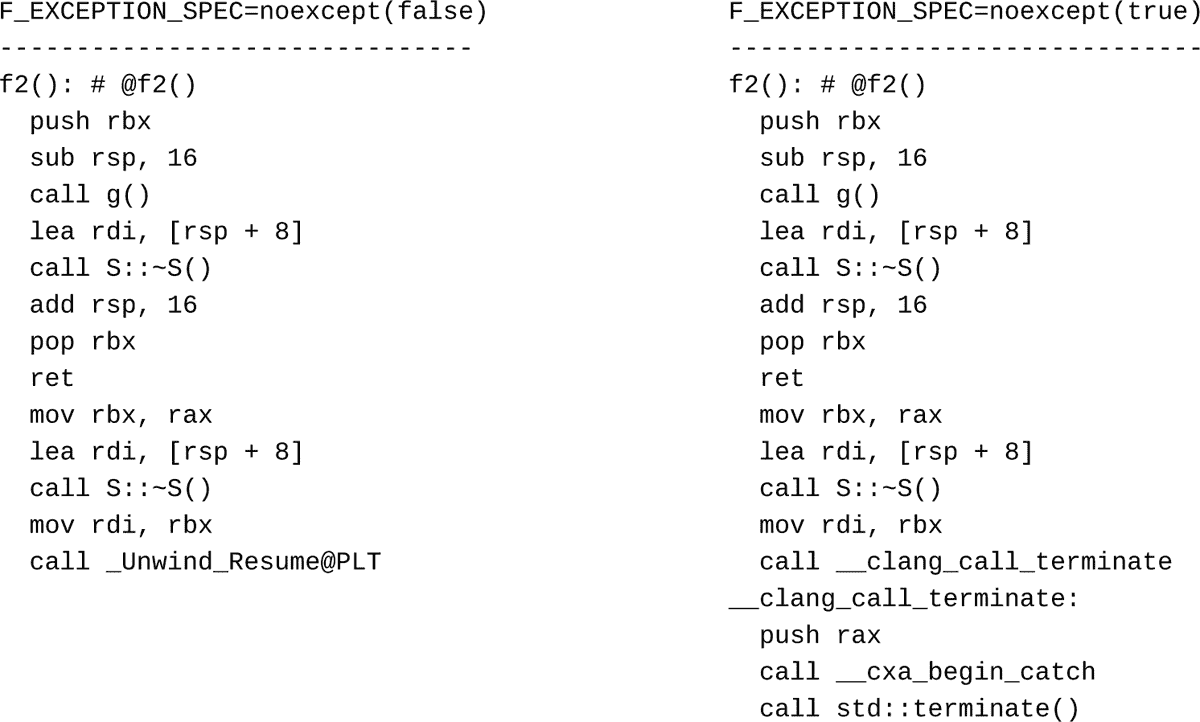 F_EXCEPTION_SPEC=noexcept(false)
-------------------------------
f2(): # @f2()
  push rbx
  sub rsp, 16
  call g()
  lea rdi, [rsp + 8]
  call S::~S()
  add rsp, 16
  pop rbx
  ret
  mov rbx, rax
  lea rdi, [rsp + 8]
  call S::~S()
  mov rdi, rbx
  call _Unwind_Resume@PLT
F_EXCEPTION_SPEC=noexcept(true)
-------------------------------
f2(): # @f2()
  push rbx
  sub rsp, 16
  call g()
  lea rdi, [rsp + 8]
  call S::~S()
  add rsp, 16
  pop rbx
  ret
  mov rbx, rax
  lea rdi, [rsp + 8]
  call S::~S()
  mov rdi, rbx
  call __clang_call_terminate
__clang_call_terminate:
  push rax
  call __cxa_begin_catch
  call std::terminate()